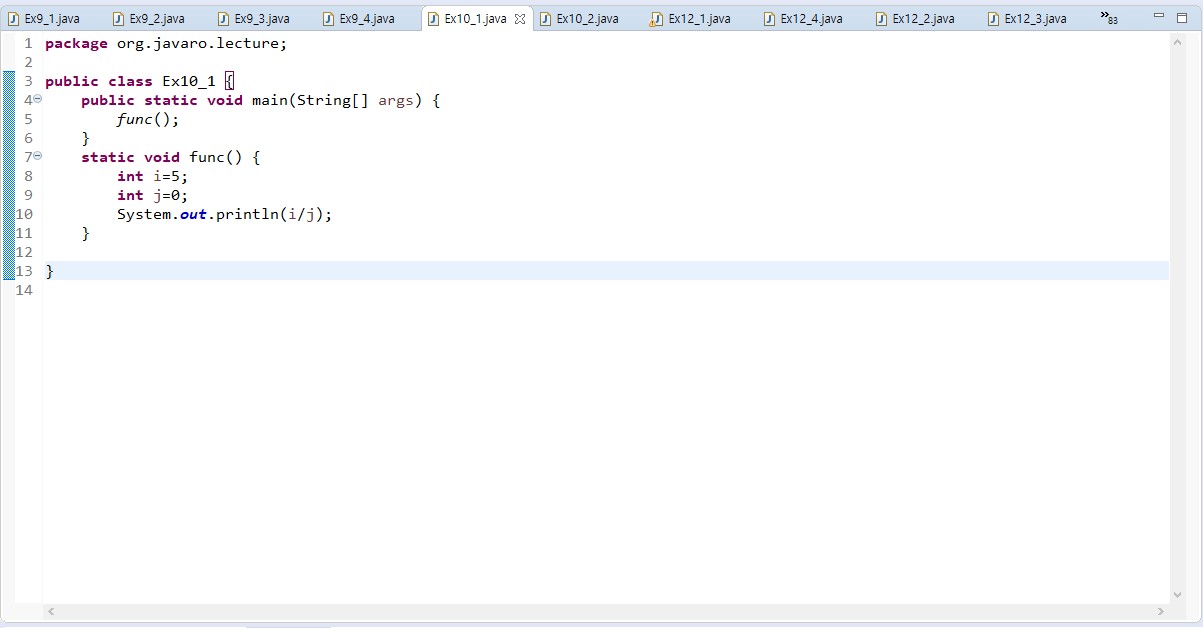 Ex9_1.java Ex9_2.java Ex9_3.java Ex9_4.java Ex10_1.java Ex10_2.java Ex12_1.java Ex12_4.java Ex12_2.java Ex12_3.java »83
1 package org.javaro.lecture;
2
3 public class Ex10_1 {
4 public static void main(String[] args) {
5 func();
6 }
7 static void func() {
8 int i=5;
9 int j=0;
10 System.out.println(i/j);
11 }
12
13 }
14